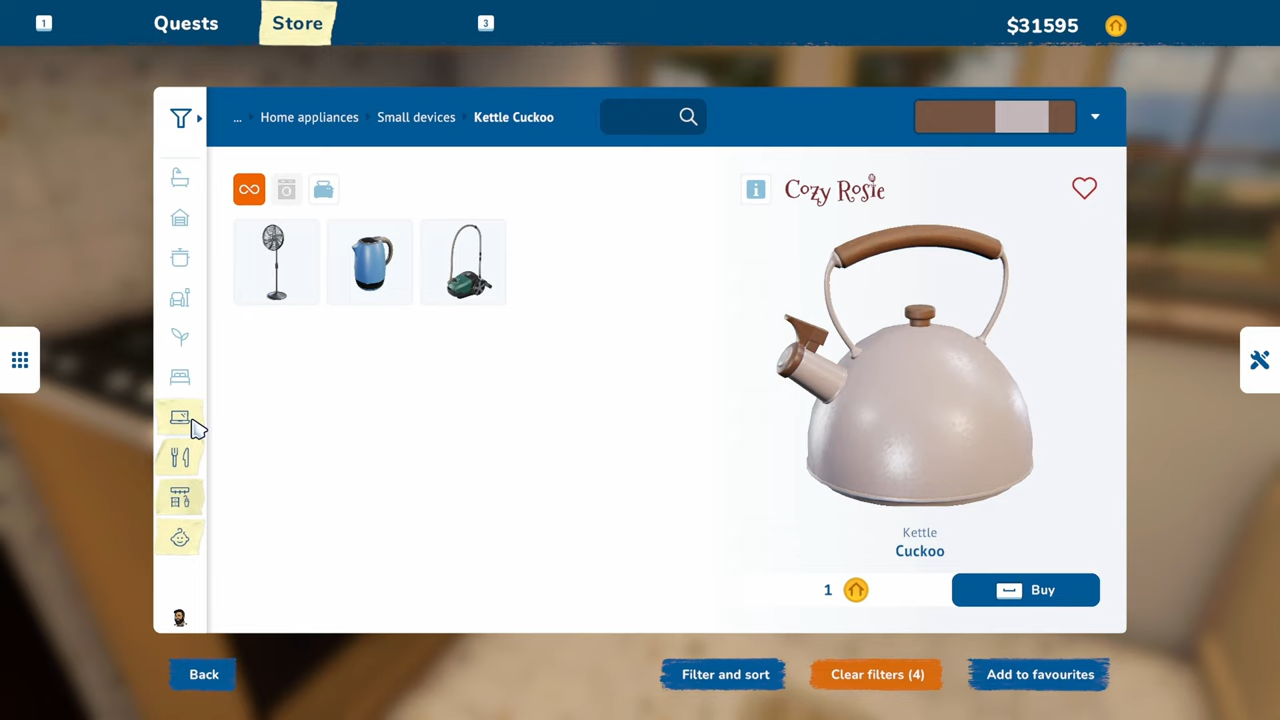 1
Quests
Store
3
$31595
... Home appliances Small devices Kettle Cuckoo
Cozy Rosie
Kettle
Cuckoo
1
Buy
Back
Filter and sort
Clear filters (4)
Add to favourites